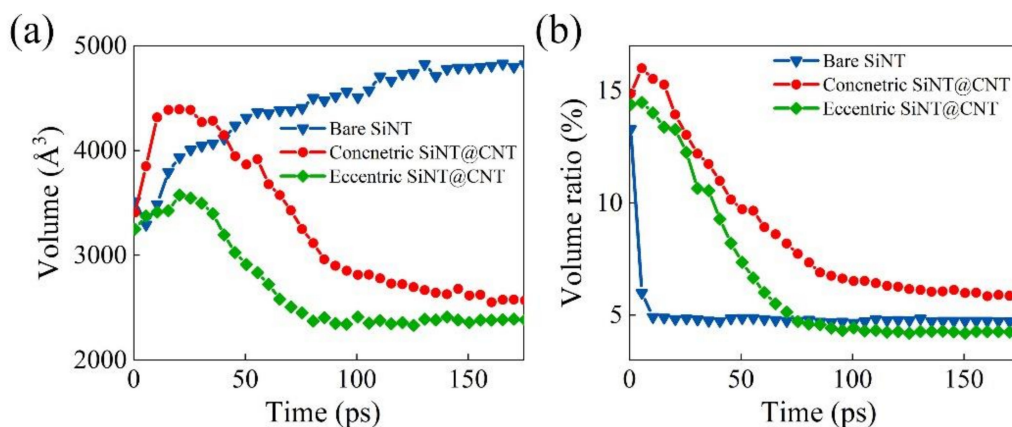 (a)
5000
4000
3000
2000
Volume (Å³)
Bare SiNT
Concnetric SiNT@CNT
Eccentric SiNT@CNT
0
50
100
150
Time (ps)
(b)
15
10
5
0
Volume ratio (%)
Bare SiNT
Concnetric SiNT@CNT
Eccentric SiNT@CNT
0
50
100
150
Time (ps)